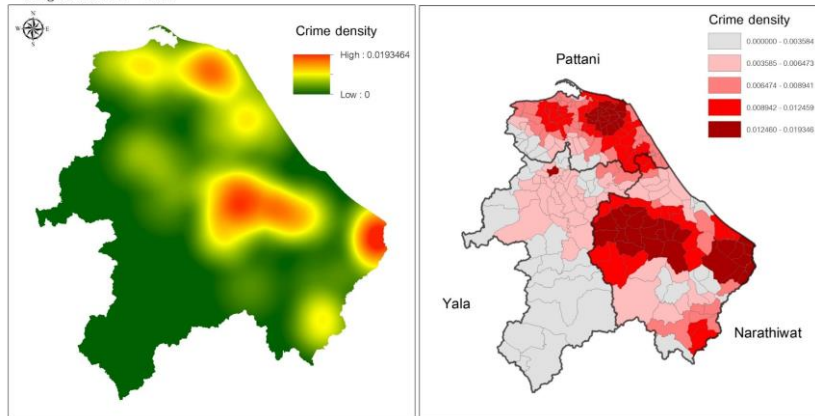 N
W
E
S
Crime density
High : 0.0193464
Low : 0
Crime density
0.000000 - 0.003584
0.003585 - 0.006473
0.006474 - 0.008941
0.008942 - 0.012459
0.012460 - 0.019346
Pattani
Yala
Narathiwat